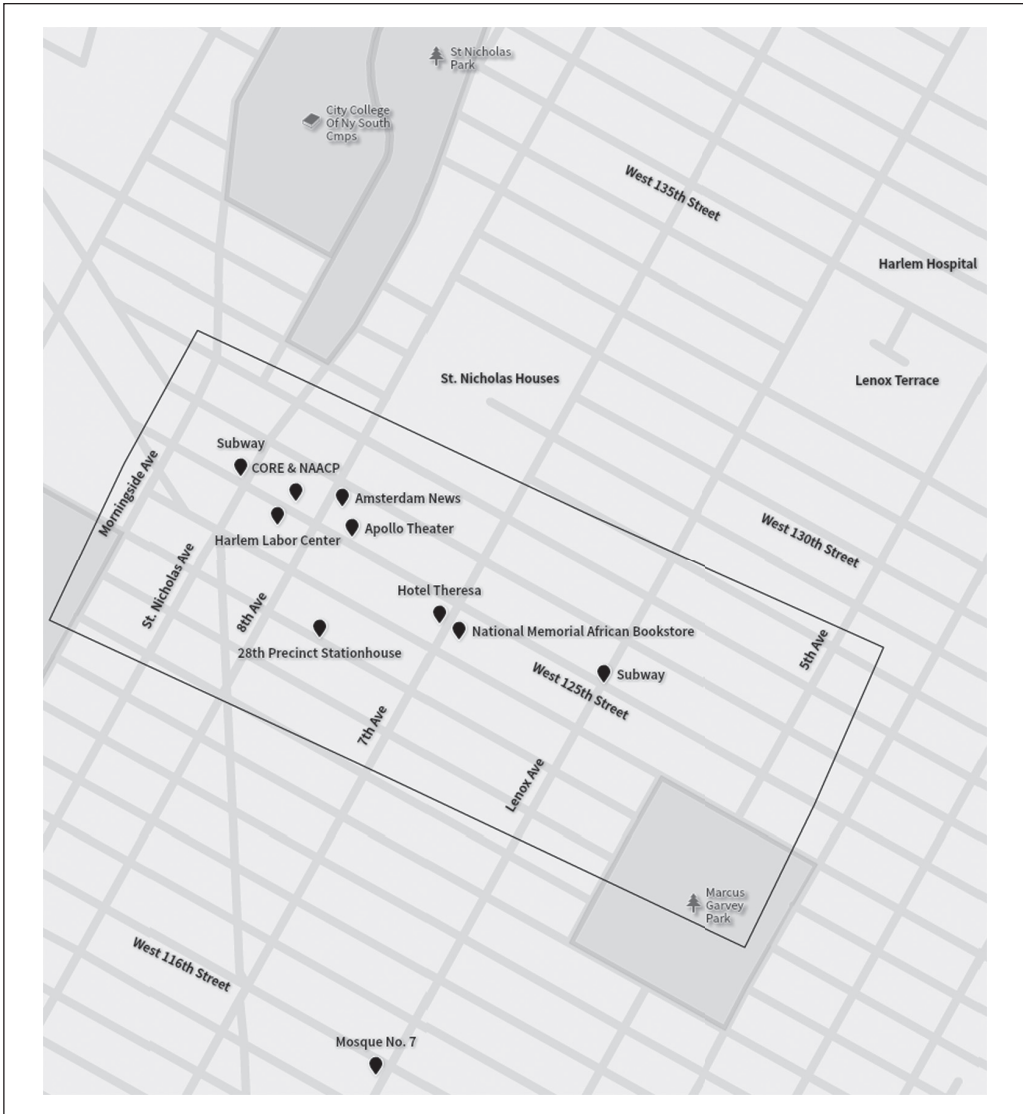 St Nicholas
Park
City College
Of Ny South
Cmps
West 135th Street
Harlem Hospital
St. Nicholas Houses
Lenox Terrace
Subway
CORE & NAACP
Morningside Ave
Amsterdam News
Apollo Theater
Harlem Labor Center
West 130th Street
St. Nicholas Ave
8th Ave
Hotel Theresa
National Memorial African Bookstore
28th Precinct Stationhouse
5th Ave
Subway
West 125th Street
7th Ave
Lenox Ave
Marcus
Garvey
Park
West 116th Street
Mosque No. 7